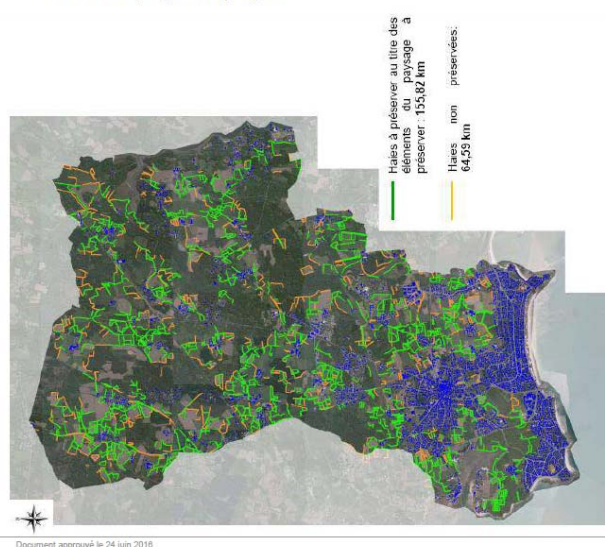 Haies à préserver au titre des
éléments du paysage à
préserver : 155,82 km
Haies non préservées:
64,59 km
Document approuvé le 24 juin 2016